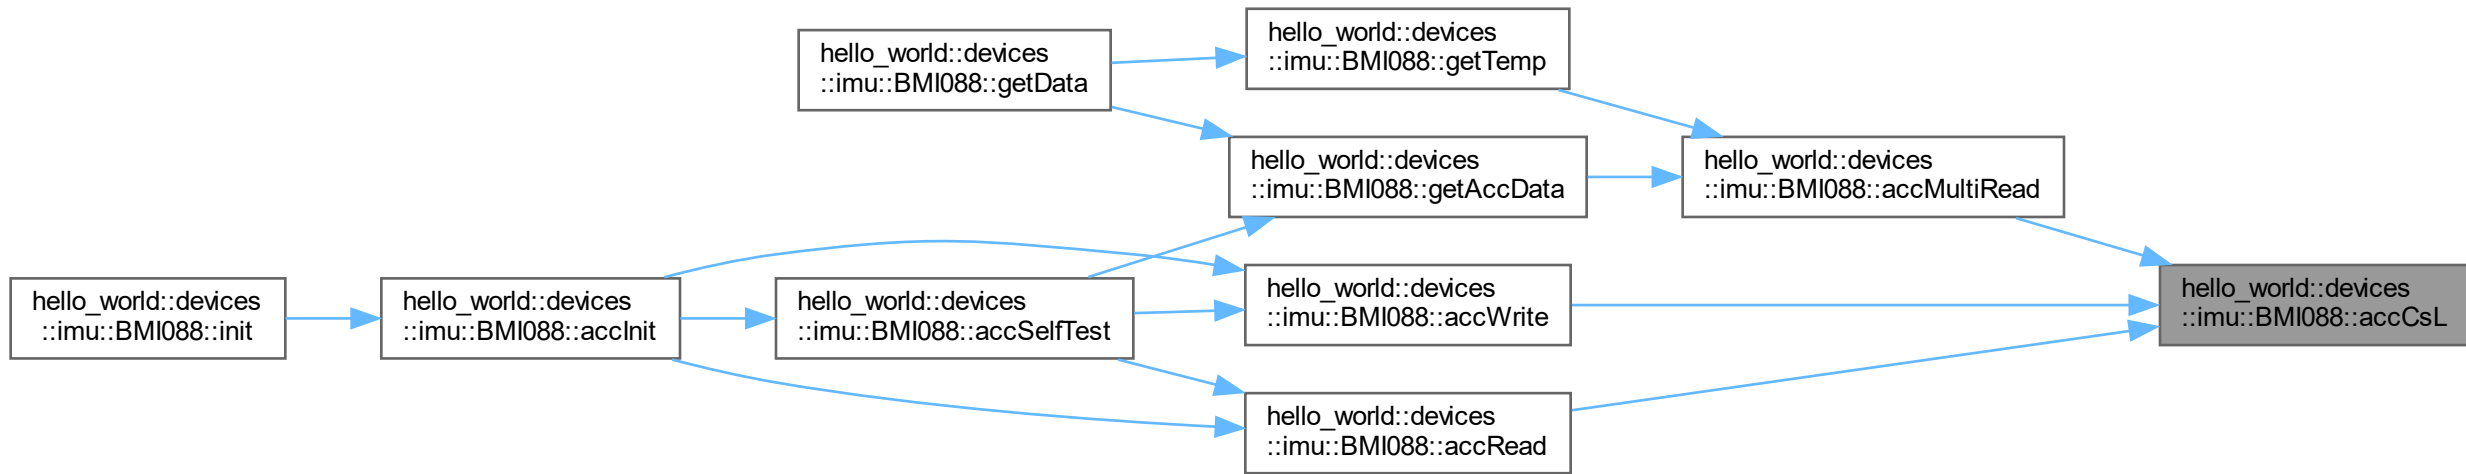 hello_world::devices
::imu::BMI088::getData
hello_world::devices
::imu::BMI088::getTemp
hello_world::devices
::imu::BMI088::getAccData
hello_world::devices
::imu::BMI088::accMultiRead
hello_world::devices
::imu::BMI088::init
hello_world::devices
::imu::BMI088::accInit
hello_world::devices
::imu::BMI088::accSelfTest
hello_world::devices
::imu::BMI088::accWrite
hello_world::devices
::imu::BMI088::accCsL
hello_world::devices
::imu::BMI088::accRead